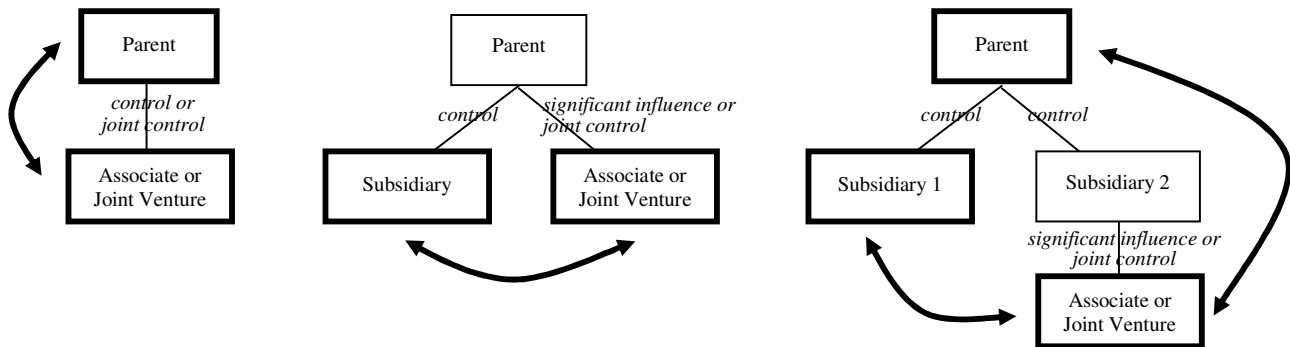 Parent
control or
joint control
Associate or
Joint Venture
Parent
control
significant influence or
joint control
Subsidiary
Associate or
Joint Venture
Parent
control
control
Subsidiary 1
Subsidiary 2
significant influence or
joint control
Associate or
Joint Venture